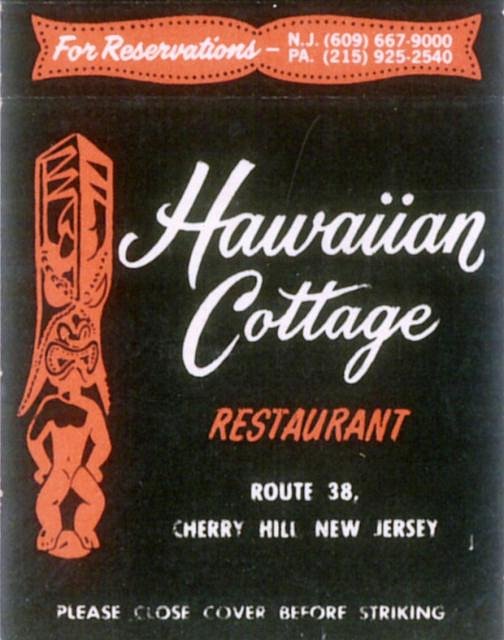 For Reservations — N.J. (609) 667-9000
PA. (215) 925-2540
Hawaiian
Cottage
RESTAURANT
ROUTE 38,
CHERRY HILL NEW JERSEY
PLEASE CLOSE COVER BEFORE STRIKING